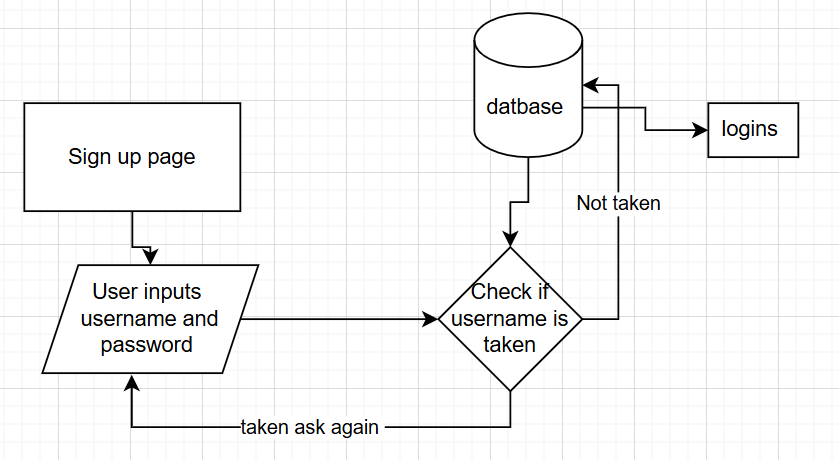 datbase
logins
Sign up page
Not taken
User inputs
username and
password
Check if
username is
taken
taken ask again